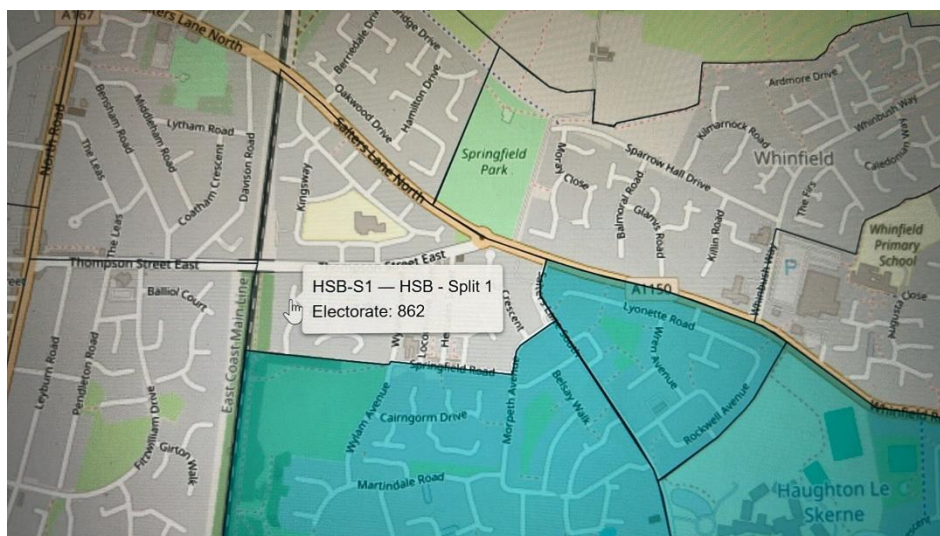 A167
Salters Lane North
Berriedale Drive
Bridge Drive
Ardmore Drive
Oakwood Drive
Hamilton Drive
Bensham Road
Middleham Road
Whinbush Way
North Road
Lytham Road
Kilmarnock Road
Salters Lane North
Springfield
Park
Sparrow Hall Drive
Whinfield
Davison Road
The Leas
Moray Close
Kingsway
Coatham Crescent
Balmoral Road
Glamis Road
The Firs
Killin Road
The Leas
Whinfield
Primary
School
Thompson Street East
Street East
Whinbush Way
P
HSB-S1 — HSB - Split 1
Electorate: 862
Balliol Court
A1150
Crescent
Close
Lyonette Road
East Coast Main Line
Wren Avenue
Leyburn Road
Pendleton Road
Springfield Road
Fitzwilliam Drive
Wylam Avenue
Cairngorm Drive
Morpeth Avenue
Belsay Walk
Rockwell Avenue
Girton Walk
Martindale Road
Haughton Le
Skerne